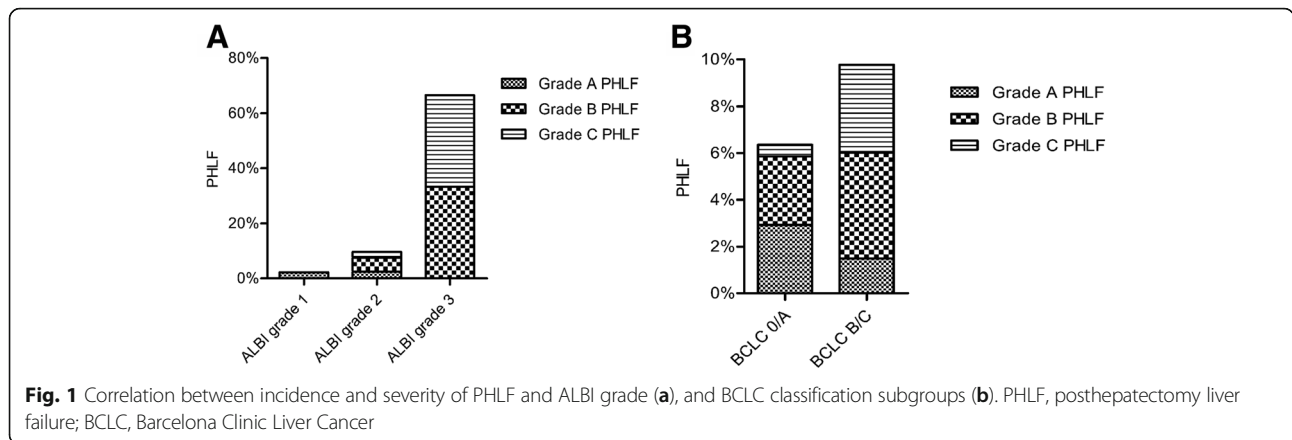 A
80%
60%
40%
20%
0%
PHLF
ALBI grade 1
ALBI grade 2
ALBI grade 3
Grade A PHLF
Grade B PHLF
Grade C PHLF
B
10%
8%
6%
4%
2%
0%
PHLF
BCLC 0/A
BCLC B/C
Grade A PHLF
Grade B PHLF
Grade C PHLF
Fig. 1 Correlation between incidence and severity of PHLF and ALBI grade (a), and BCLC classification subgroups (b). PHLF, posthepatectomy liver
failure; BCLC, Barcelona Clinic Liver Cancer